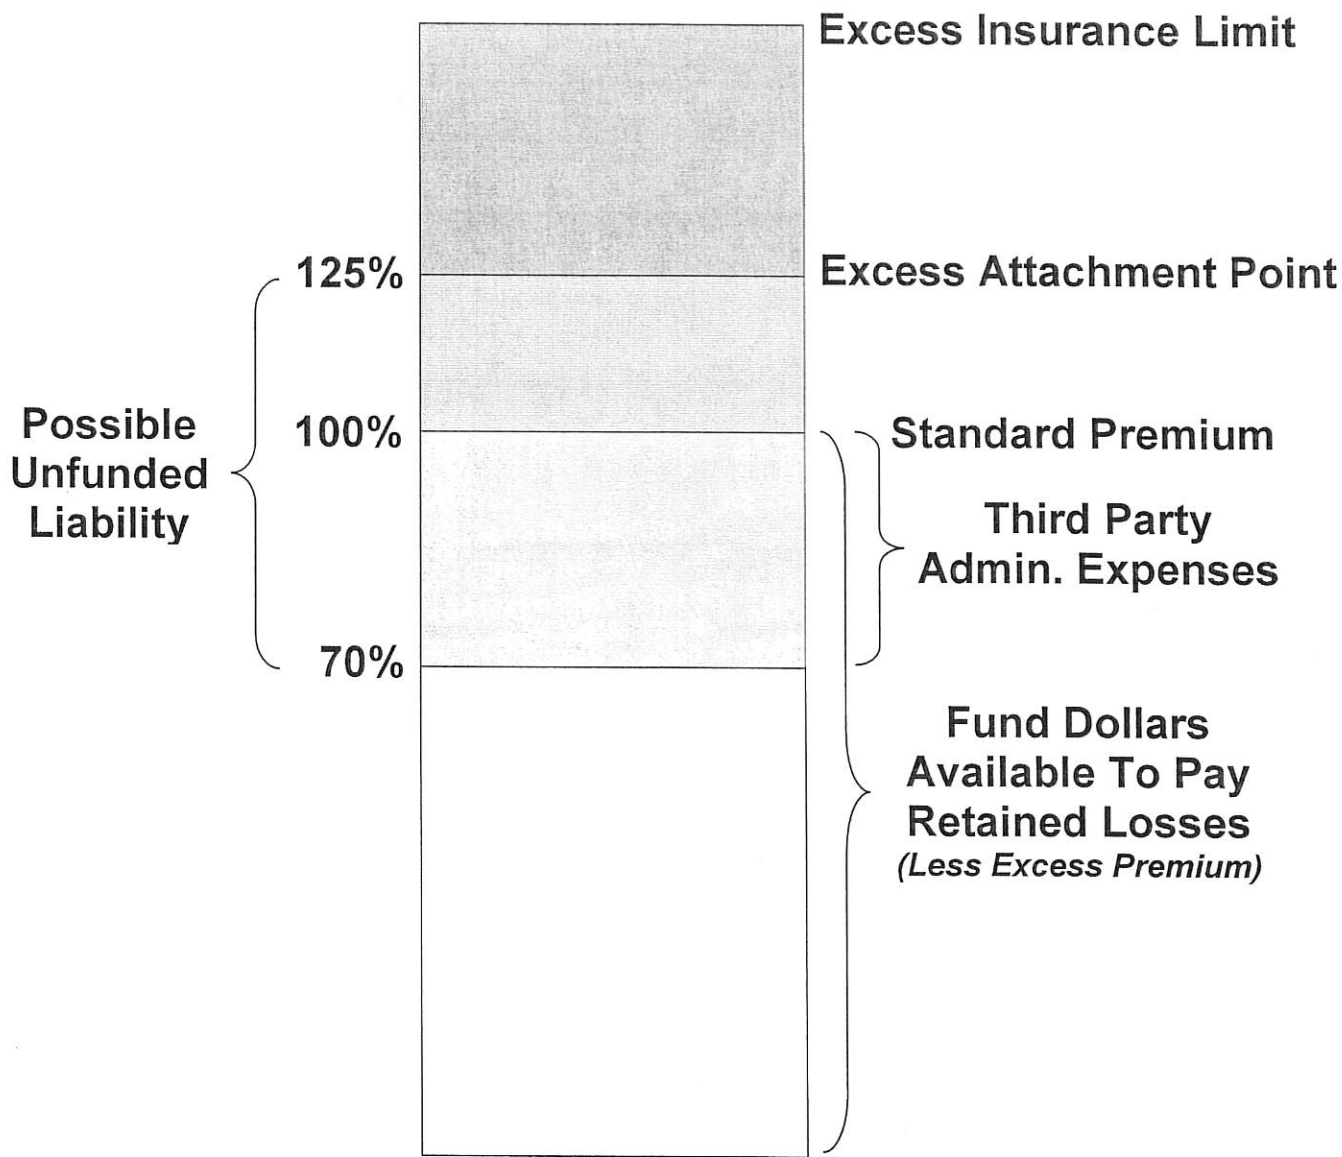 Excess Insurance Limit
125%
Excess Attachment Point
Possible
Unfunded
Liability
100%
Standard Premium
Third Party
Admin. Expenses
70%
Fund Dollars
Available To Pay
Retained Losses
(Less Excess Premium)